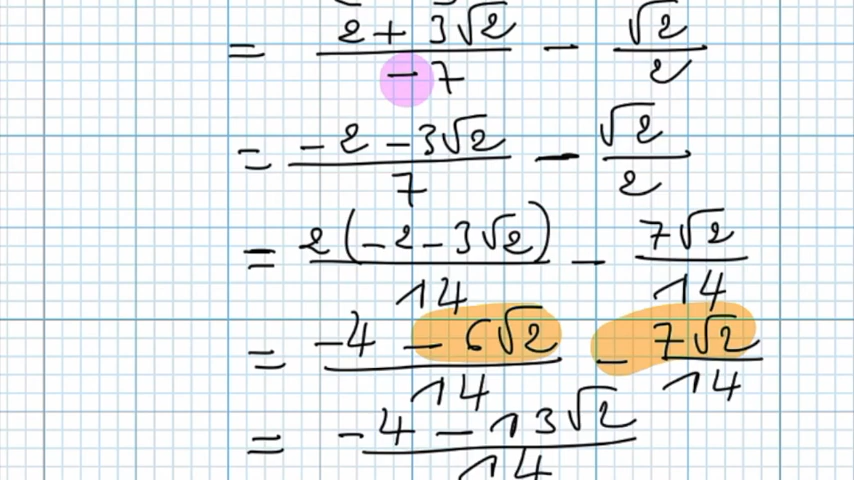 = (2 + 3√2)/(-7) - √2/2
= (-2 - 3√2)/7 - √2/2
= 2(-2 - 3√2)/14 - 7√2/14
= (-4 - 6√2)/14 - 7√2/14
= (-4 - 13√2)/14